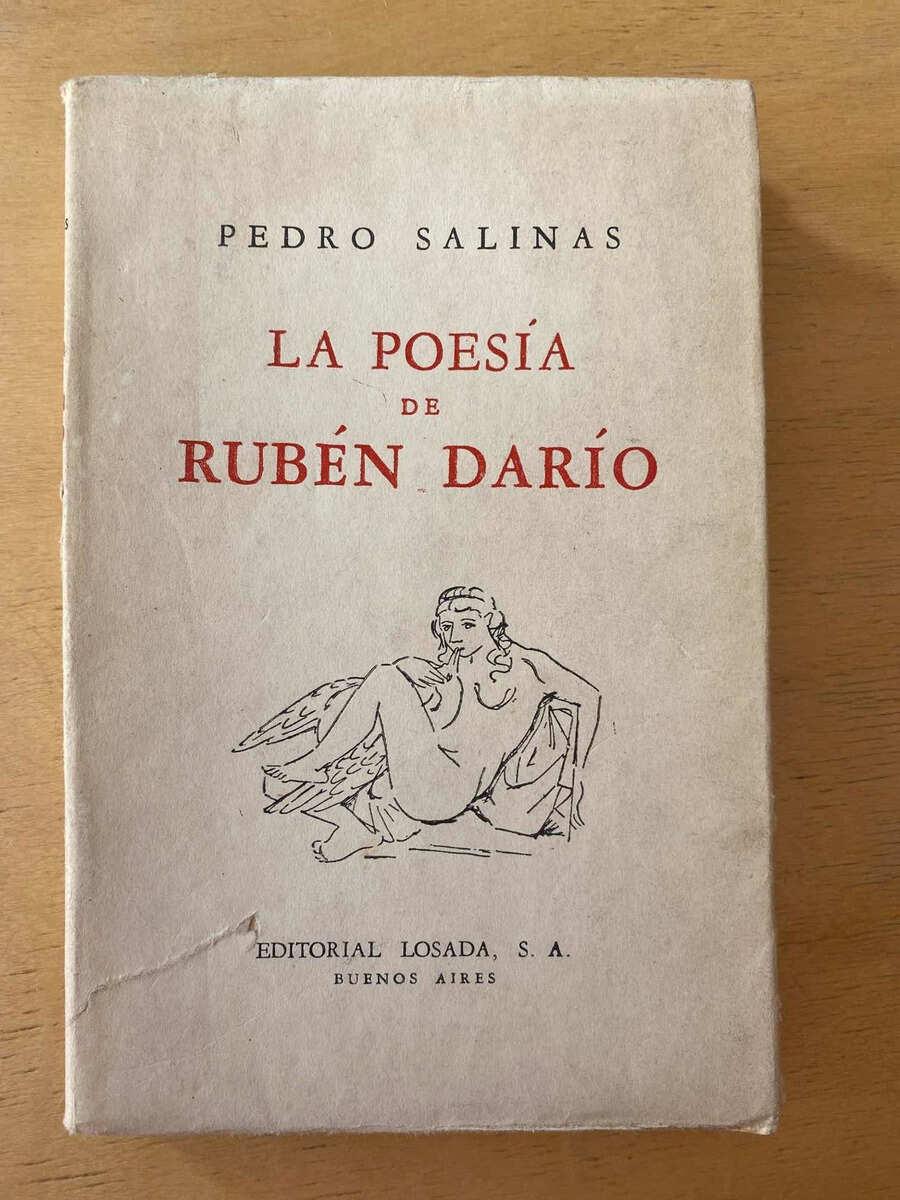 PEDRO SALINAS
LA POESÍA
DE
RUBÉN DARÍO
EDITORIAL LOSADA, S. A.
BUENOS AIRES
S